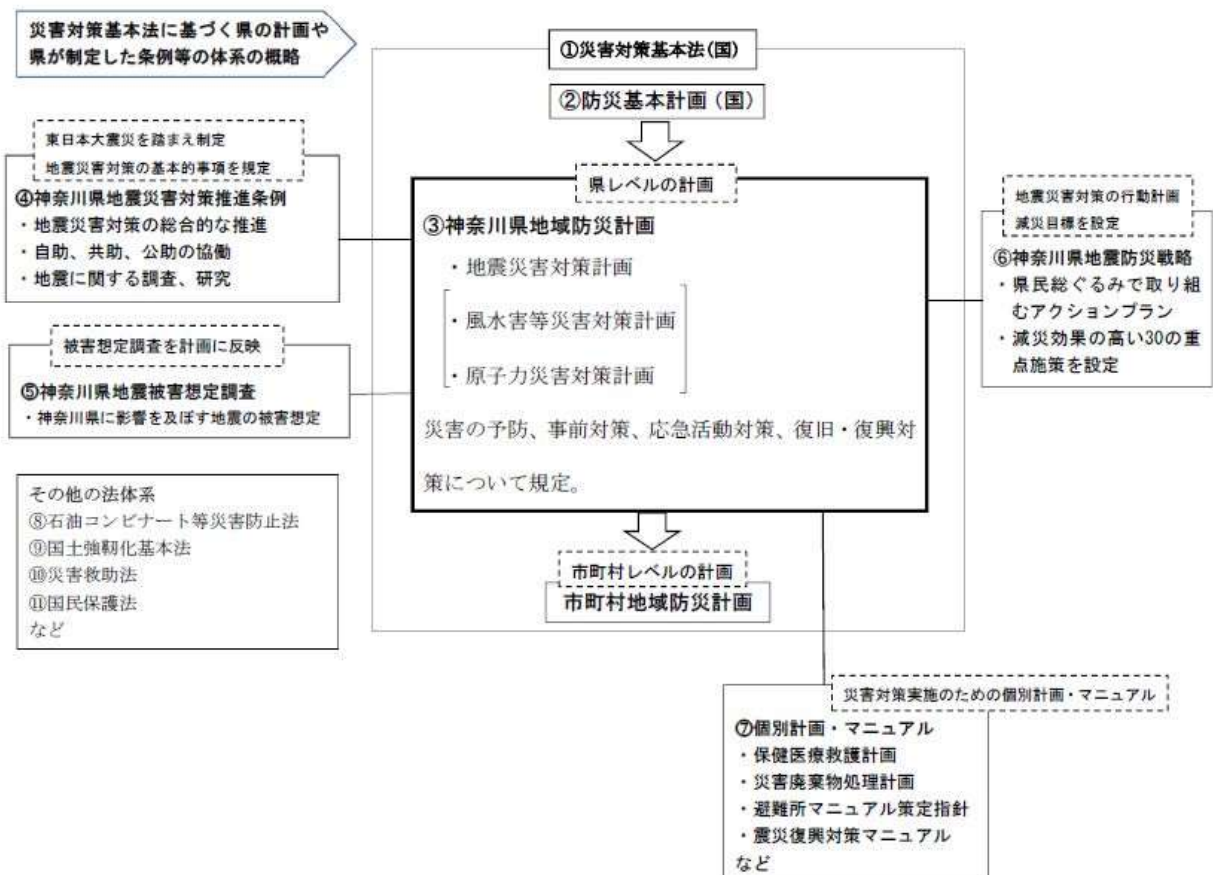 災害対策基本法に基づく県の計画や
県が制定した条例等の体系の概略
①災害対策基本法(国)
②防災基本計画(国)
県レベルの計画
③神奈川県地域防災計画
・地震災害対策計画
・風水害等災害対策計画
・原子力災害対策計画
災害の予防、事前対策、応急活動対策、復旧・復興対
策について規定。
市町村レベルの計画
市町村地域防災計画
東日本大震災を踏まえ制定
地震災害対策の基本的事項を規定
④神奈川県地震災害対策推進条例
・地震災害対策の総合的な推進
・自助、共助、公助の協働
・地震に関する調査、研究
被害想定調査を計画に反映
⑤神奈川県地震被害想定調査
・神奈川県に影響を及ぼす地震の被害想定
地震災害対策の行動計画
減災目標を設定
⑥神奈川県地震防災戦略
・県民総ぐるみで取り組
むアクションプラン
・減災効果の高い30の重
点施策を設定
その他の法体系
⑧石油コンビナート等災害防止法
⑨国土強靭化基本法
⑩災害救助法
⑪国民保護法
など
災害対策実施のための個別計画・マニュアル
⑦個別計画・マニュアル
・保健医療救護計画
・災害廃棄物処理計画
・避難所マニュアル策定指針
・震災復興対策マニュアル
など